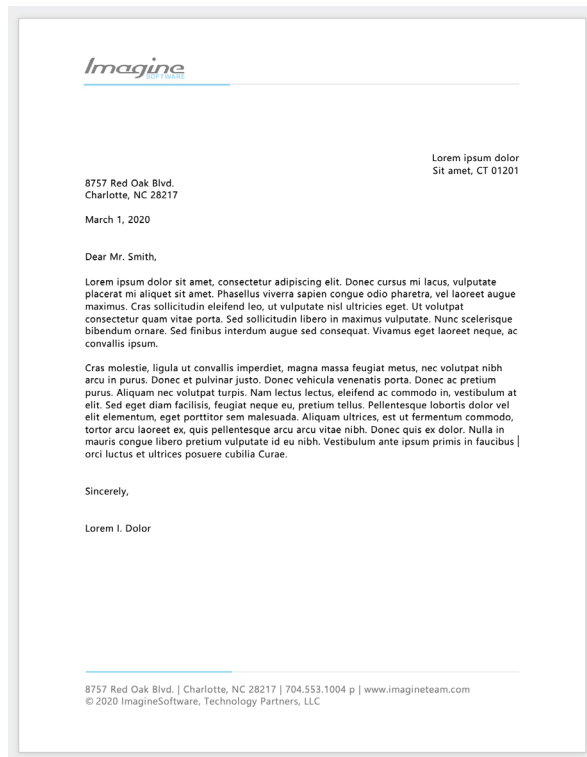 Imagine
SOFTWARE
Lorem ipsum dolor
Sit amet, CT 01201
8757 Red Oak Blvd.
Charlotte, NC 28217
March 1, 2020
Dear Mr. Smith,
Lorem ipsum dolor sit amet, consectetur adipiscing elit. Donec cursus mi lacus, vulputate
placerat mi aliquet sit amet. Phasellus viverra sapien congue odio pharetra, vel laoreet augue
maximus. Cras sollicitudin eleifend leo, ut vulputate nisl ultricies eget. Ut volutpat
consectetur quam vitae porta. Sed sollicitudin libero in maximus vulputate. Nunc scelerisque
bibendum ornare. Sed finibus interdum augue sed consequat. Vivamus eget laoreet neque, ac
convallis ipsum.
Cras molestie, ligula ut convallis imperdiet, magna massa feugiat metus, nec volutpat nibh
arcu in purus. Donec et pulvinar justo. Donec vehicula venenatis porta. Donec ac pretium
purus. Aliquam nec volutpat turpis. Nam lectus lectus, eleifend ac commodo in, vestibulum at
elit. Sed eget diam facilisis, feugiat neque eu, pretium tellus. Pellentesque lobortis dolor vel
elit elementum, eget porttitor sem malesuada. Aliquam ultrices, est ut fermentum commodo,
tortor arcu laoreet ex, quis pellentesque arcu arcu vitae nibh. Donec quis ex dolor. Nulla in
mauris congue libero pretium vulputate id eu nibh. Vestibulum ante ipsum primis in faucibus
orci luctus et ultrices posuere cubilia Curae.
Sincerely,
Lorem I. Dolor
8757 Red Oak Blvd. | Charlotte, NC 28217 | 704.553.1004 p | www.imagineteam.com
© 2020 ImagineSoftware, Technology Partners, LLC